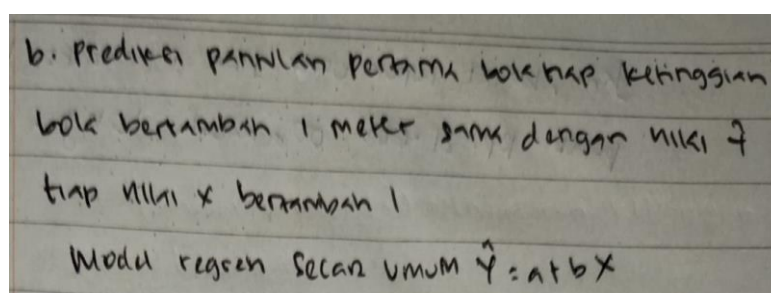 b. Prediksi pantulan pertama bola tiap ketinggian
bola bertambah 1 meter sama dengan nilai ŷ
tiap nilai x bertambah 1
Model regresi secara umum Ŷ = a + bX